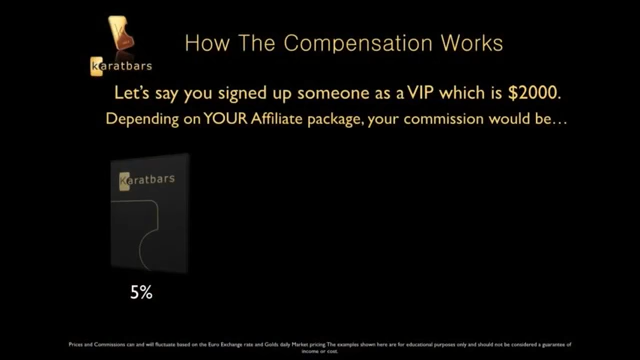 How The Compensation Works
karatbars
Let's say you signed up someone as a VIP which is $2000.
Depending on YOUR Affiliate package, your commission would be...
karatbars
5%
Prices and Commissions can and will fluctuate based on the Euro Exchange rate and Golds daily Market pricing. The examples shown here are for educational purposes only and should not be considered a guarantee of
income or cost.